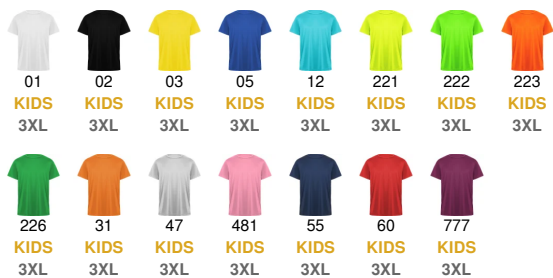 01 02 03 05 12 221 222 223
KIDS KIDS KIDS KIDS KIDS KIDS KIDS KIDS
3XL 3XL 3XL 3XL 3XL 3XL 3XL 3XL
226 31 47 481 55 60 777
KIDS KIDS KIDS KIDS KIDS KIDS KIDS
3XL 3XL 3XL 3XL 3XL 3XL 3XL